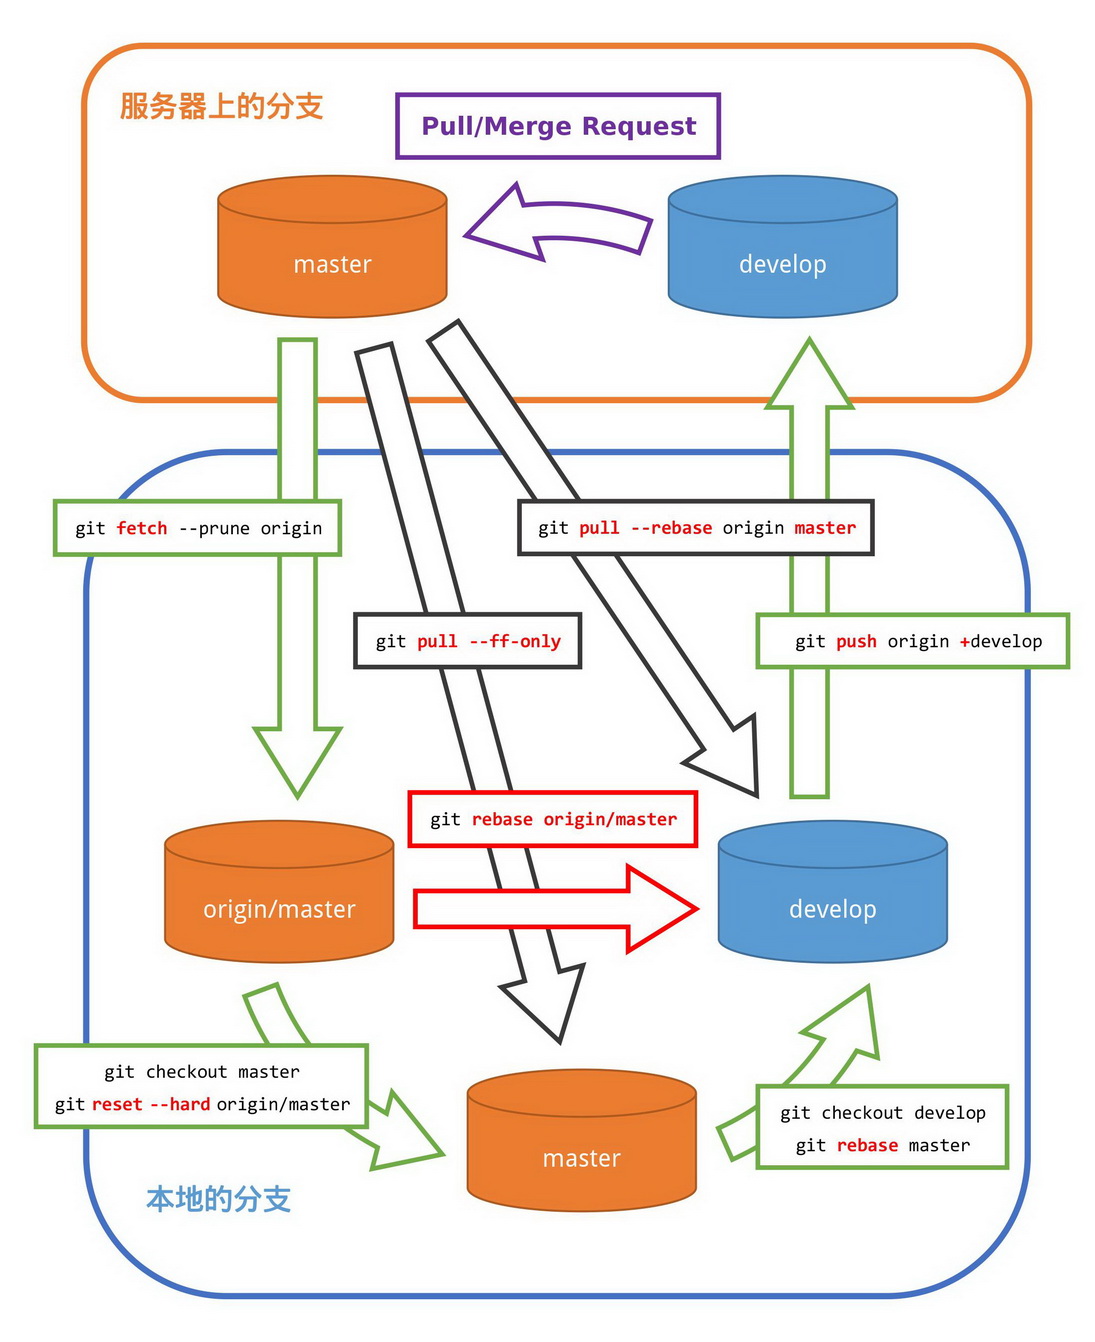 服务器上的分支
Pull/Merge Request
master
develop
git fetch --prune origin
git pull --rebase origin master
git pull --ff-only
git push origin +develop
git rebase origin/master
origin/master
develop
git checkout master
git reset --hard origin/master
master
git checkout develop
git rebase master
本地的分支